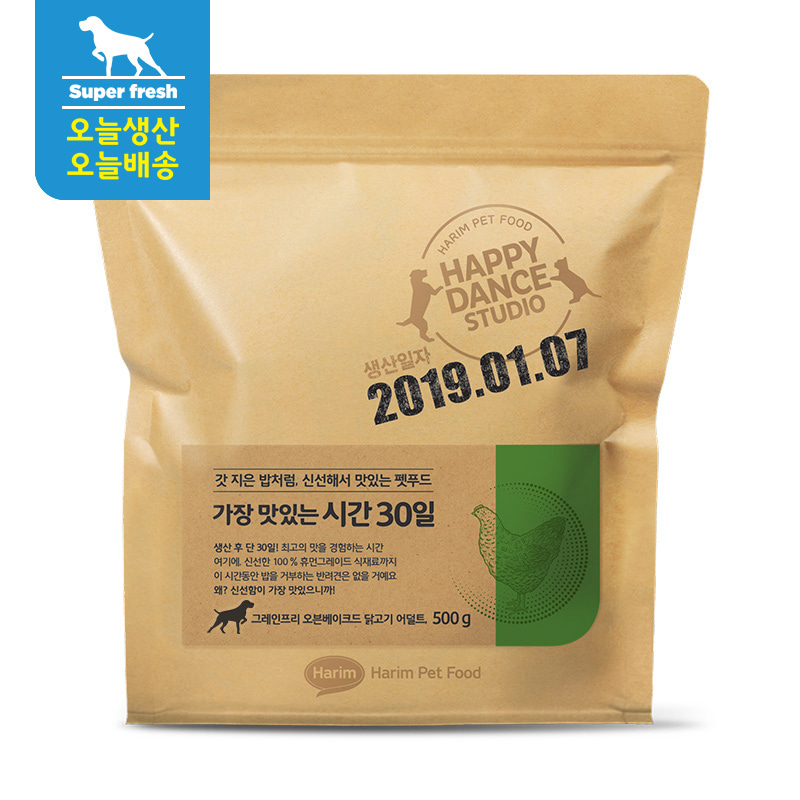 Super fresh
오늘생산
오늘배송
HARIM PET FOOD
HAPPY
DANCE
STUDIO
생산일자
2019.01.07
갓 지은 밥처럼, 신선해서 맛있는 펫푸드
가장 맛있는 시간 30일
생산 후 단 30일! 최고의 맛을 경험하는 시간
여기에, 신선한 100% 휴먼그레이드 식재료까지
이 시간동안 밥을 거부하는 반려견은 없을 거예요
왜? 신선함이 가장 맛있으니까!
그레인프리 오븐베이크드 닭고기 어덜트, 500 g
Harim Harim Pet Food